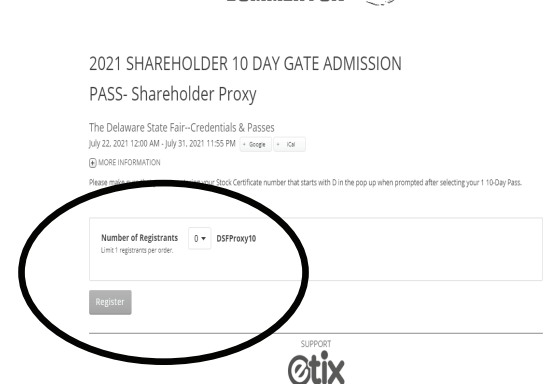 2021 SHAREHOLDER 10 DAY GATE ADMISSION
PASS- Shareholder Proxy
The Delaware State Fair--Credentials & Passes
July 22, 2021 12:00 AM - July 31, 2021 11:55 PM + Google + iCal
+ MORE INFORMATION
Please make your Stock Certificate number that starts with D in the pop up when prompted after selecting your 1 10-Day Pass.
Number of Registrants 0 DSFProxy10
Limit 1 registrants per order.
Register
SUPPORT
etix